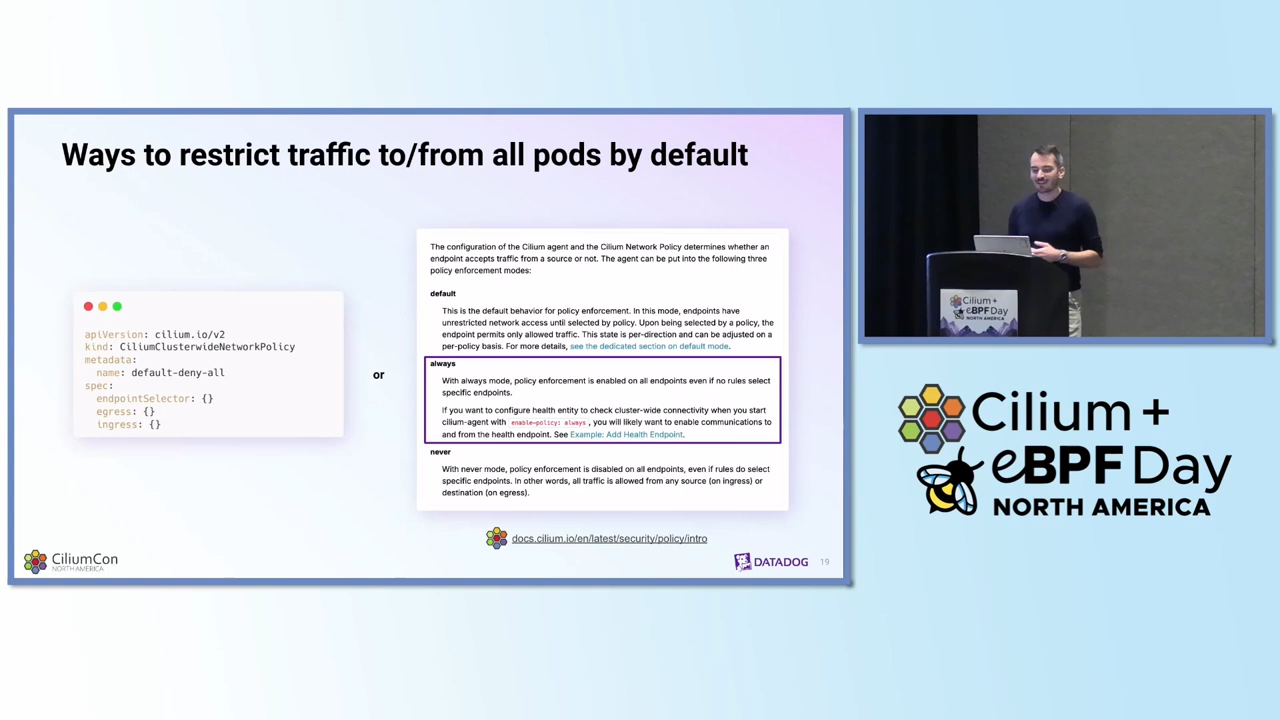 Ways to restrict traffic to/from all pods by default
apiVersion: cilium.io/v2
kind: CiliumClusterwideNetworkPolicy
metadata:
  name: default-deny-all
spec:
  endpointSelector: {}
  egress: {}
  ingress: {}
or
The configuration of the Cilium agent and the Cilium Network Policy determines whether an
endpoint accepts traffic from a source or not. The agent can be put into the following three
policy enforcement modes:
default
This is the default behavior for policy enforcement. In this mode, endpoints have
unrestricted network access until selected by policy. Upon being selected by a policy, the
endpoint permits only allowed traffic. This state is per-direction and can be adjusted on a
per-policy basis. For more details, see the dedicated section on default mode.
always
With always mode, policy enforcement is enabled on all endpoints even if no rules select
specific endpoints.
If you want to configure health entity to check cluster-wide connectivity when you start
cilium-agent with enable-policy: always, you will likely want to enable communications to
and from the health endpoint. See Example: Add Health Endpoint.
never
With never mode, policy enforcement is disabled on all endpoints, even if rules do select
specific endpoints. In other words, all traffic is allowed from any source (on ingress) or
destination (on egress).
docs.cilium.io/en/latest/security/policy/intro
CiliumCon
NORTH AMERICA
DATADOG
19
Cilium +
eBPF Day
NORTH AMERICA
Cilium +
eBPF Day
NORTH AMERICA